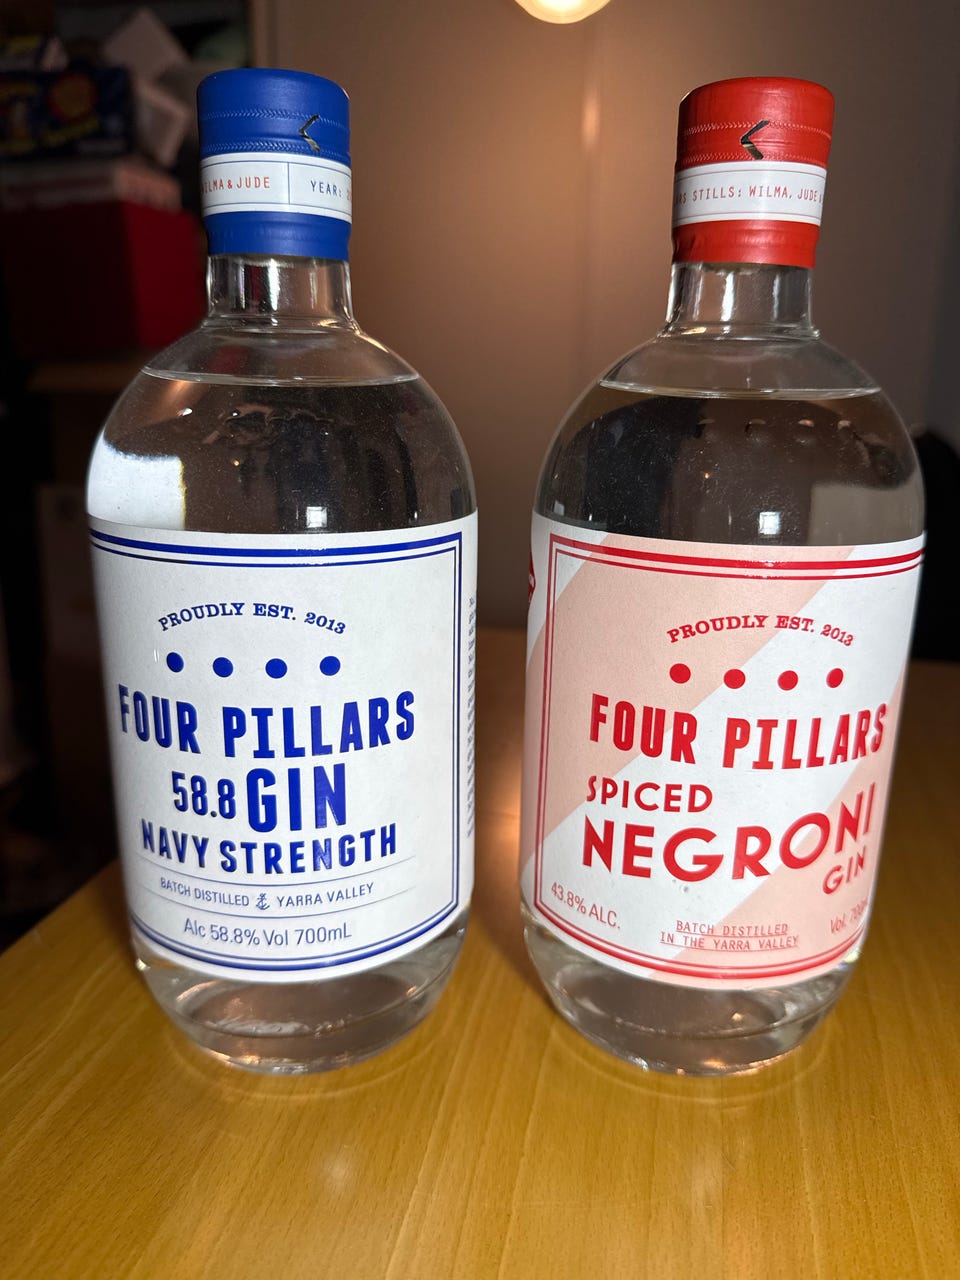 WILMA & JUDE
YEAR:
PROUDLY EST. 2013
FOUR PILLARS
58.8 GIN
NAVY STRENGTH
BATCH DISTILLED YARRA VALLEY
Alc 58.8% Vol 700mL
STILLS: WILMA, JUDE
PROUDLY EST. 2013
FOUR PILLARS
SPICED
NEGRONI
GIN
43.8% ALC.
BATCH DISTILLED
IN THE YARRA VALLEY
Vol.